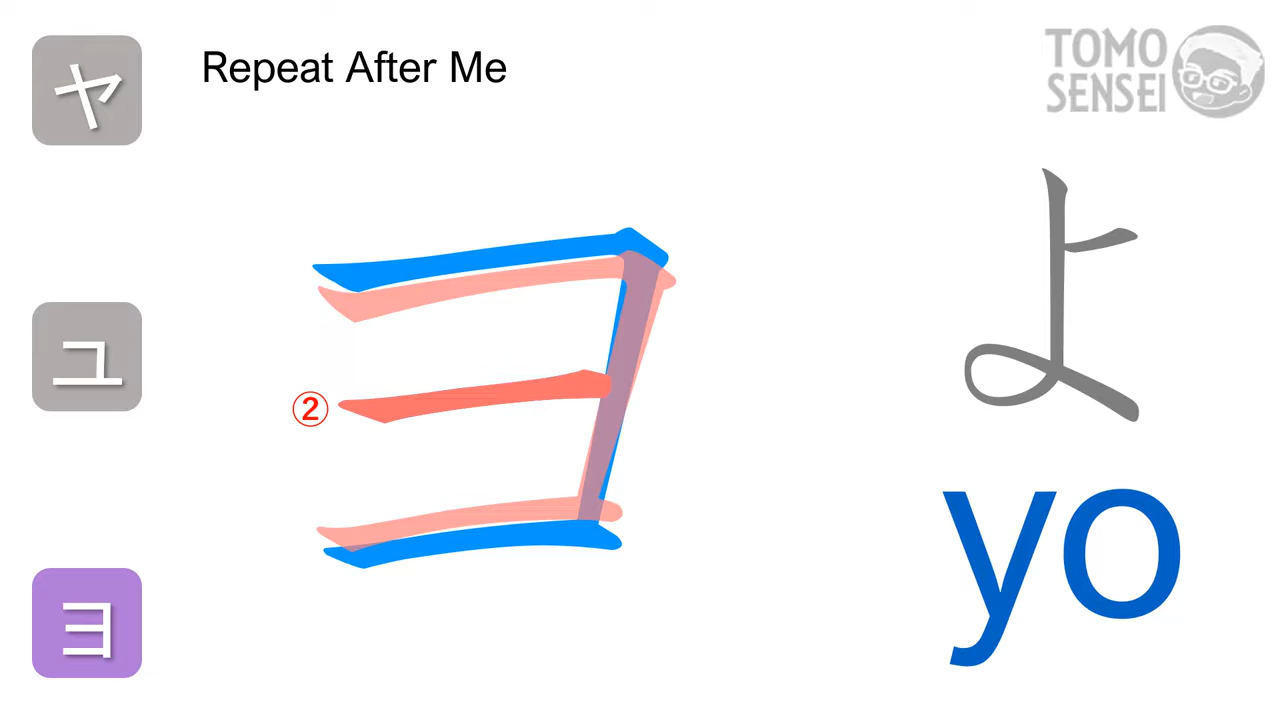 ヤ
Repeat After Me
TOMO
SENSEI
ユ
ヨ
②
よ
yo
ヨ